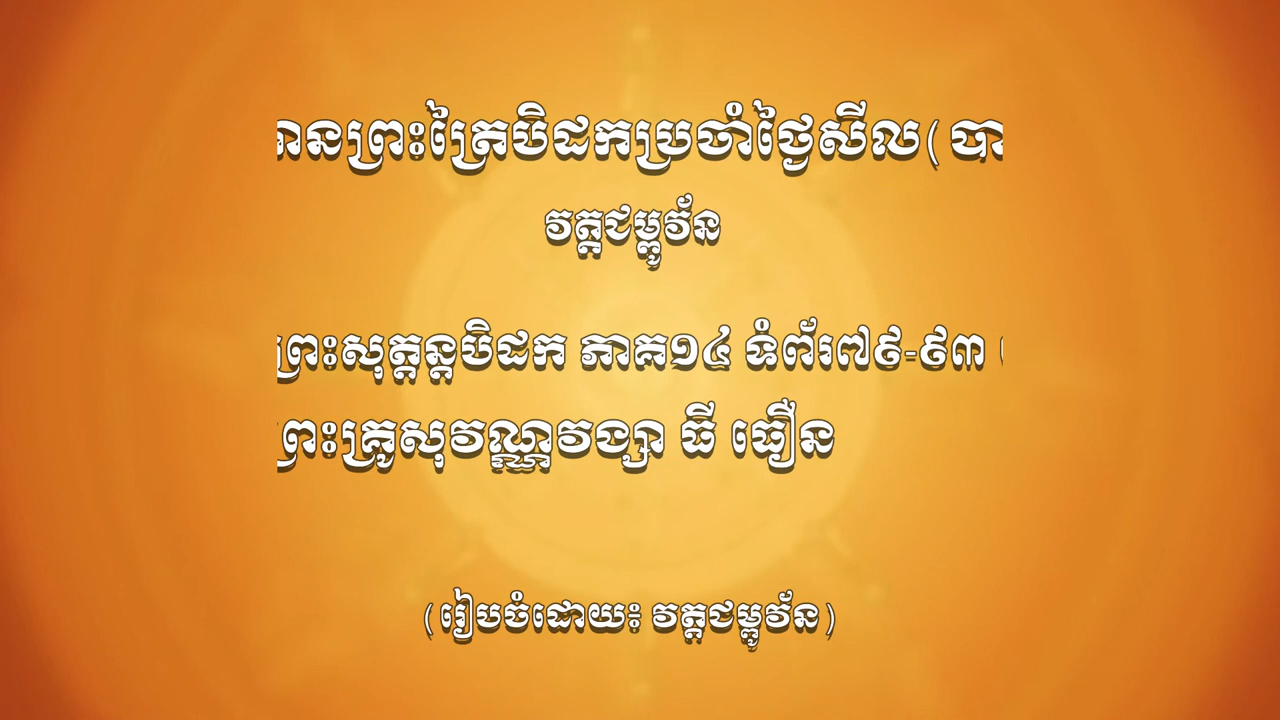 ានព្រះត្រៃបិដកប្រចាំថ្ងៃសីល( បា
វត្តជម្ពូវ័ន
ព្រះសុត្តន្តបិដក ភាគ១៤ ទំព័រ៧៩-៩៣ (
ព្រះគ្រូសុវណ្ណវង្សា ធី ធឿន
(រៀបចំដោយ៖ វត្តជម្ពូវ័ន)